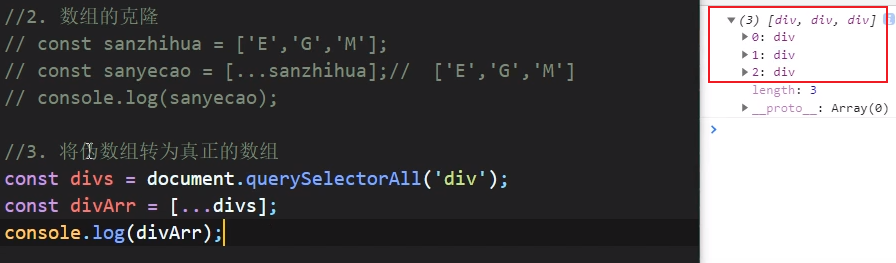 //2. 数组的克隆
// const sanzhihua = ['E','G','M'];
// const sanyecao = [...sanzhihua];//  ['E','G','M']
// console.log(sanyecao);
//3. 将伪数组转为真正的数组
const divs = document.querySelectorAll('div');
const divArr = [...divs];
console.log(divArr);
▼(3) [div, div, div]
▶0: div
▶1: div
▶2: div
length: 3
▶__proto__: Array(0)